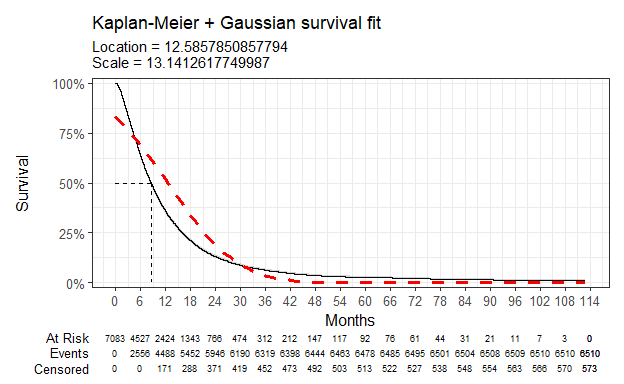 Kaplan-Meier + Gaussian survival fit
Location = 12.5857850857794
Scale = 13.1412617749987
100%
75%
50%
25%
0%
Survival
0 6 12 18 24 30 36 42 48 54 60 66 72 78 84 90 96 102 108 114
Months
At Risk 7083 4527 2424 1343 766 474 312 212 147 117 92 76 61 44 31 21 11 7 3 0
Events 0 2556 4488 5452 5946 6190 6319 6398 6444 6463 6478 6485 6495 6501 6504 6508 6509 6510 6510 6510
Censored 0 0 171 288 371 419 452 473 492 503 513 522 527 538 548 554 563 566 570 573